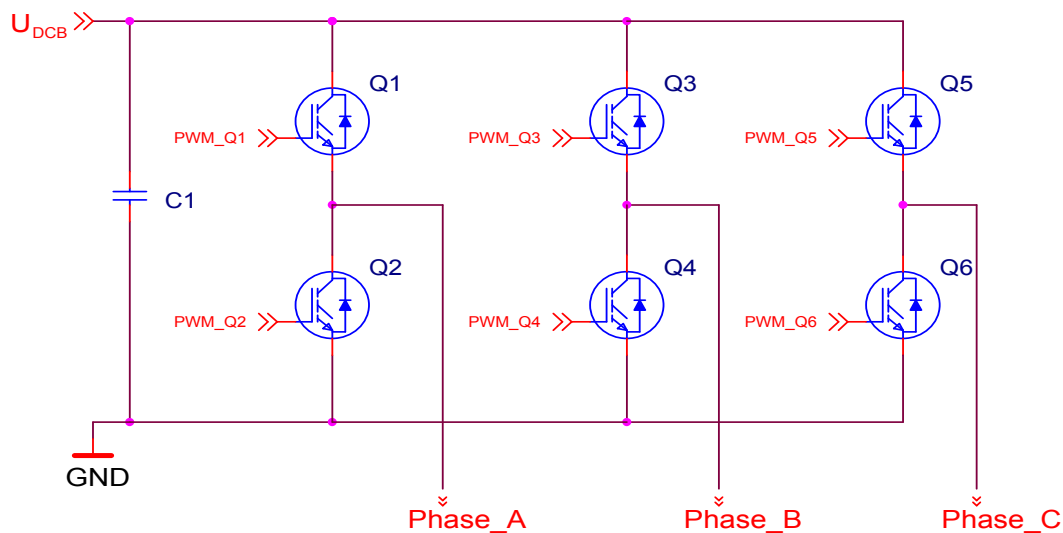 UDCB
Q1
Q3
Q5
PWM_Q1
PWM_Q3
PWM_Q5
C1
Q2
Q4
Q6
PWM_Q2
PWM_Q4
PWM_Q6
GND
Phase_A
Phase_B
Phase_C